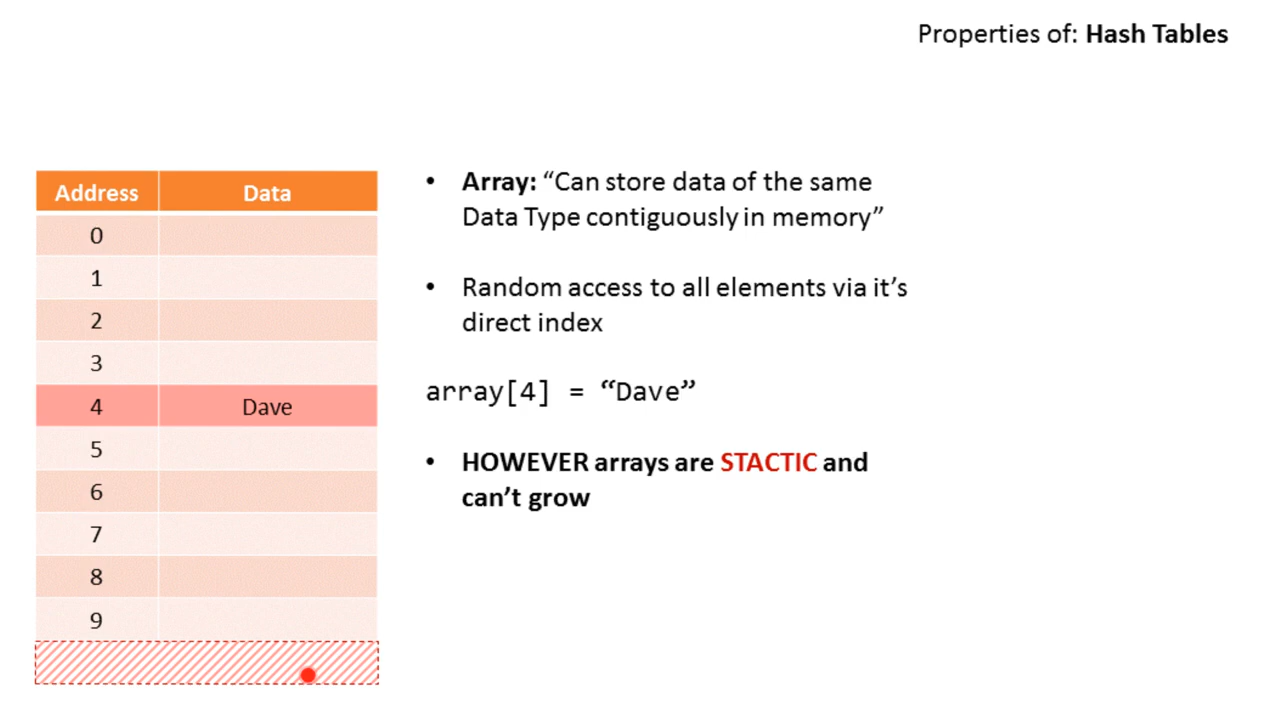 Properties of: Hash Tables
Address Data
0
1
2
3
4 Dave
5
6
7
8
9
• Array: “Can store data of the same
Data Type contiguously in memory”
• Random access to all elements via it’s
direct index
array[4] = “Dave”
• HOWEVER arrays are STACTIC and
can’t grow